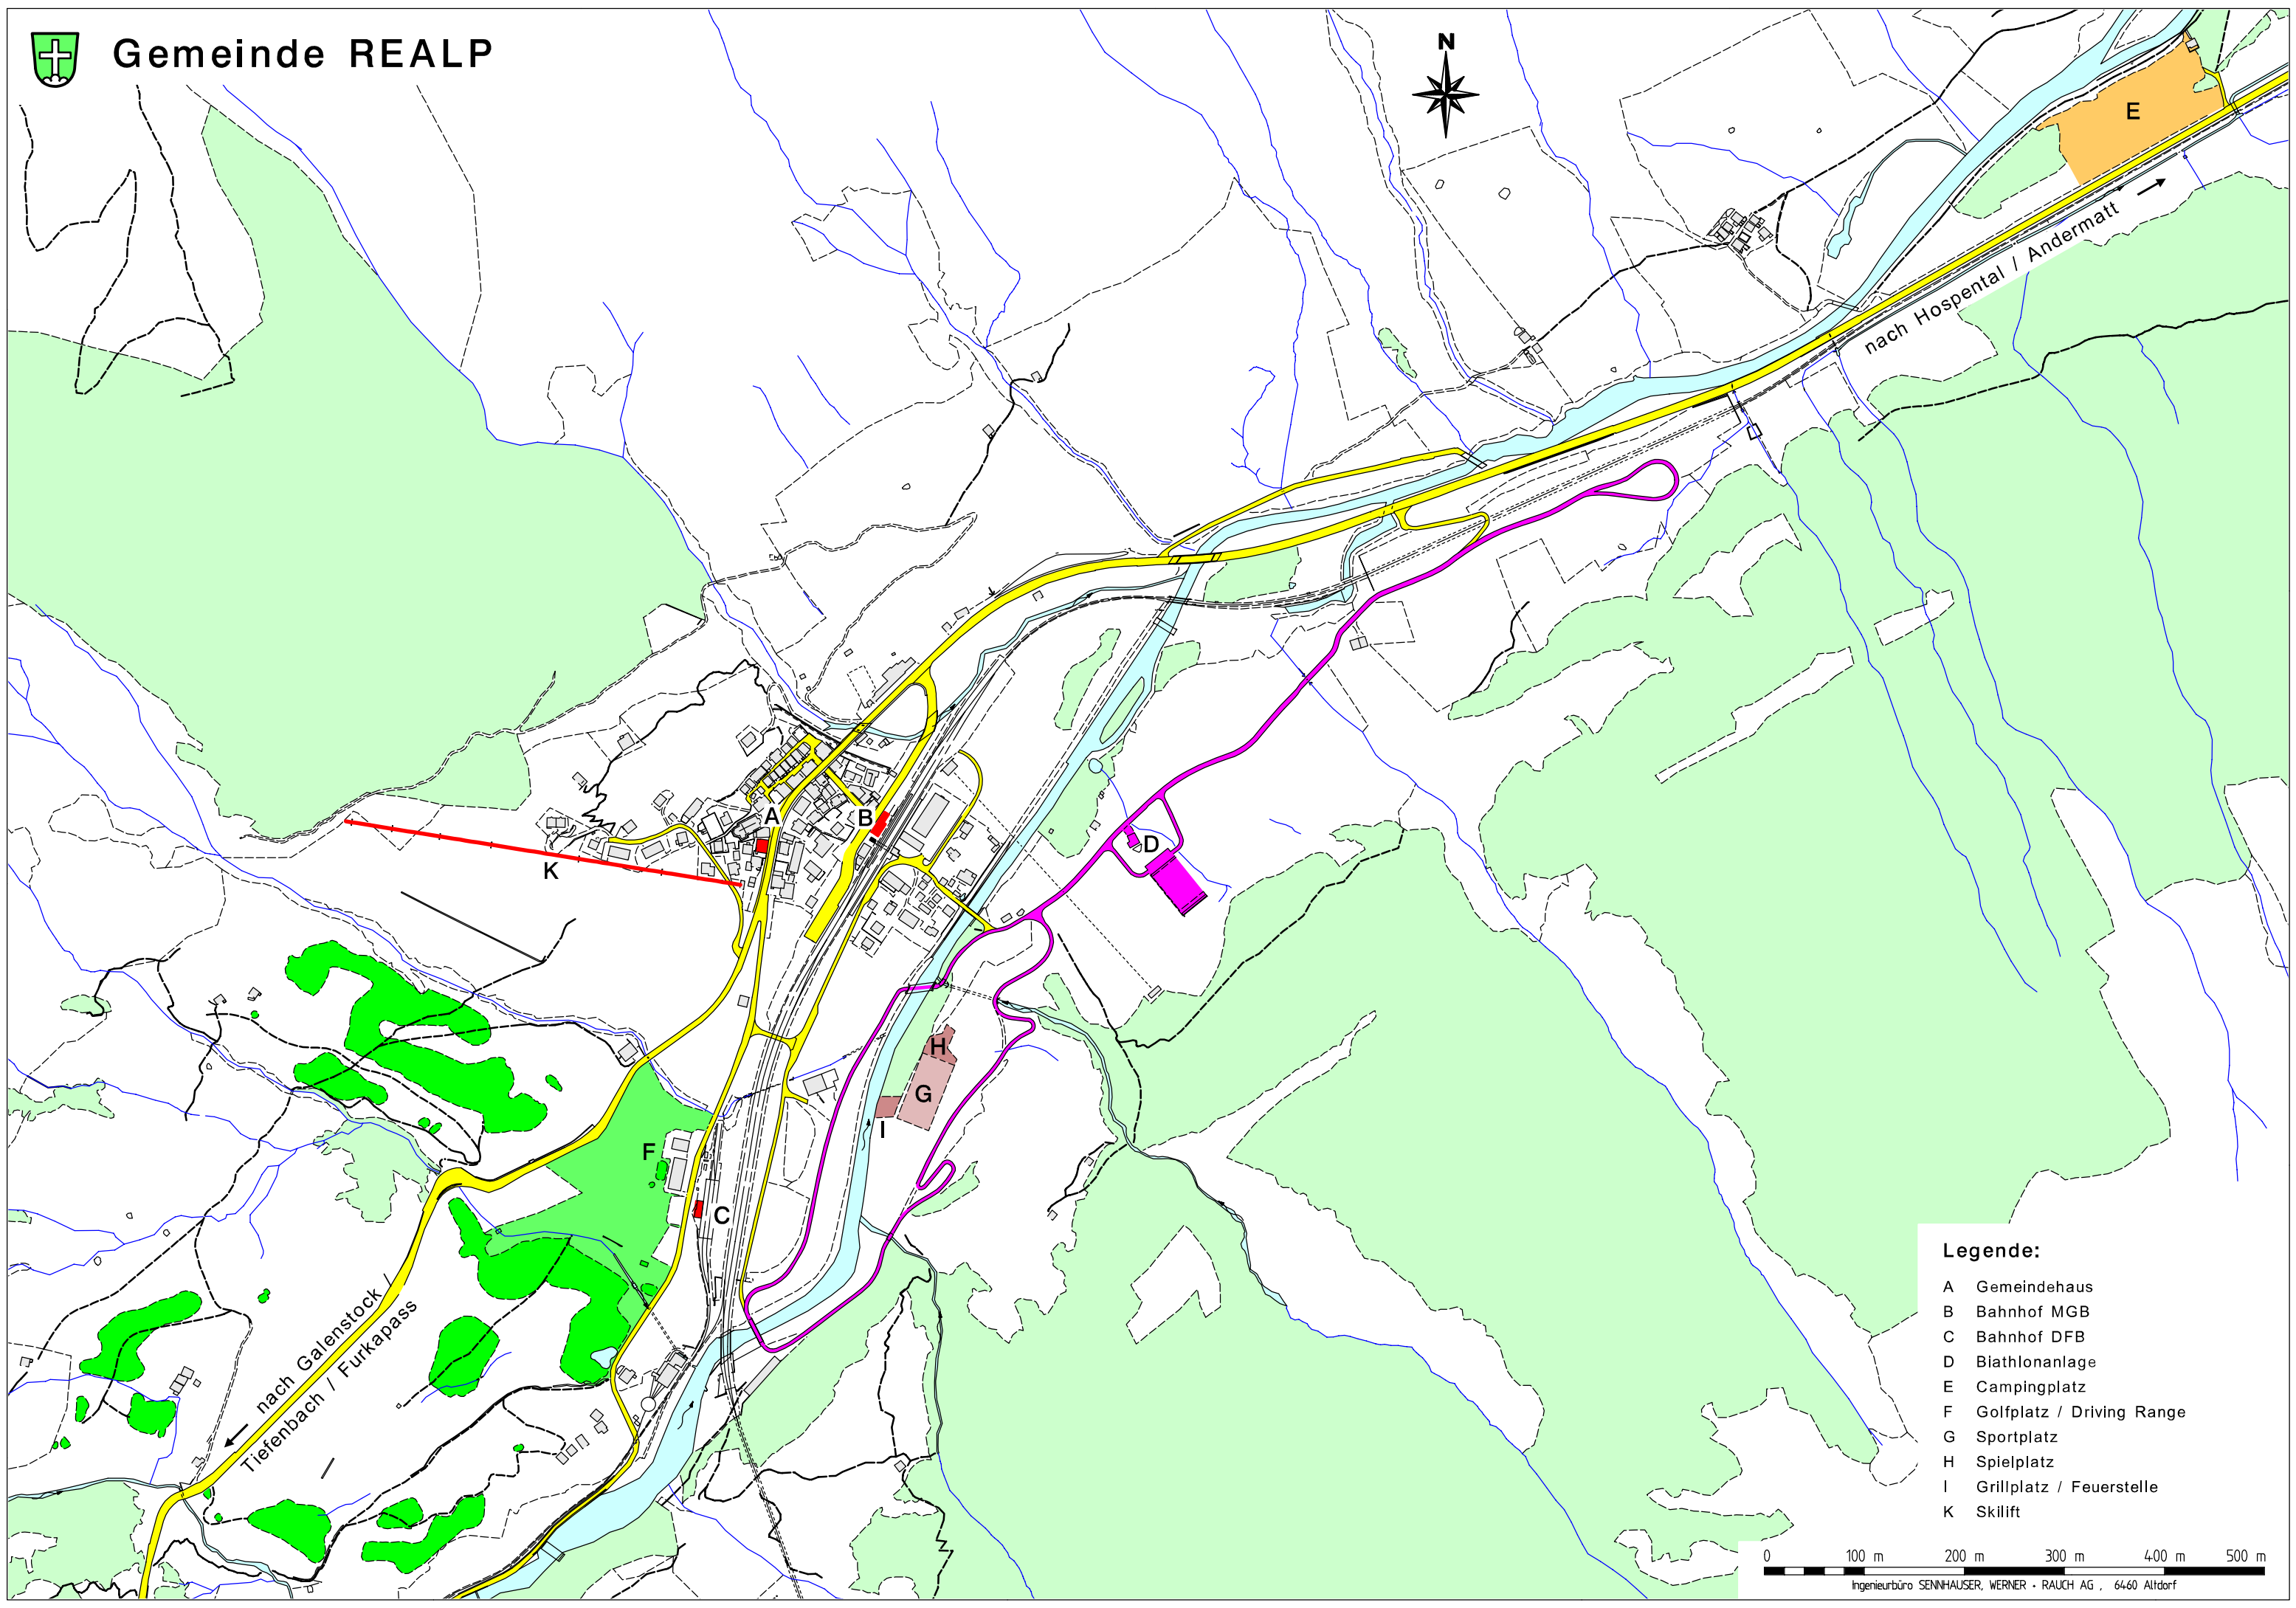 Gemeinde REALP
N
E
nach Hospental / Andermatt
A
B
K
D
H
G
I
F
C
nach Galenstock /
Tiefenbach / Furkapass
Legende:
A Gemeindehaus
B Bahnhof MGB
C Bahnhof DFB
D Biathlonanlage
E Campingplatz
F Golfplatz / Driving Range
G Sportplatz
H Spielplatz
I Grillplatz / Feuerstelle
K Skilift
0 100 m 200 m 300 m 400 m 500 m
Ingenieurbüro SENNHAUSER, WERNER + RAUCH AG , 6460 Altdorf